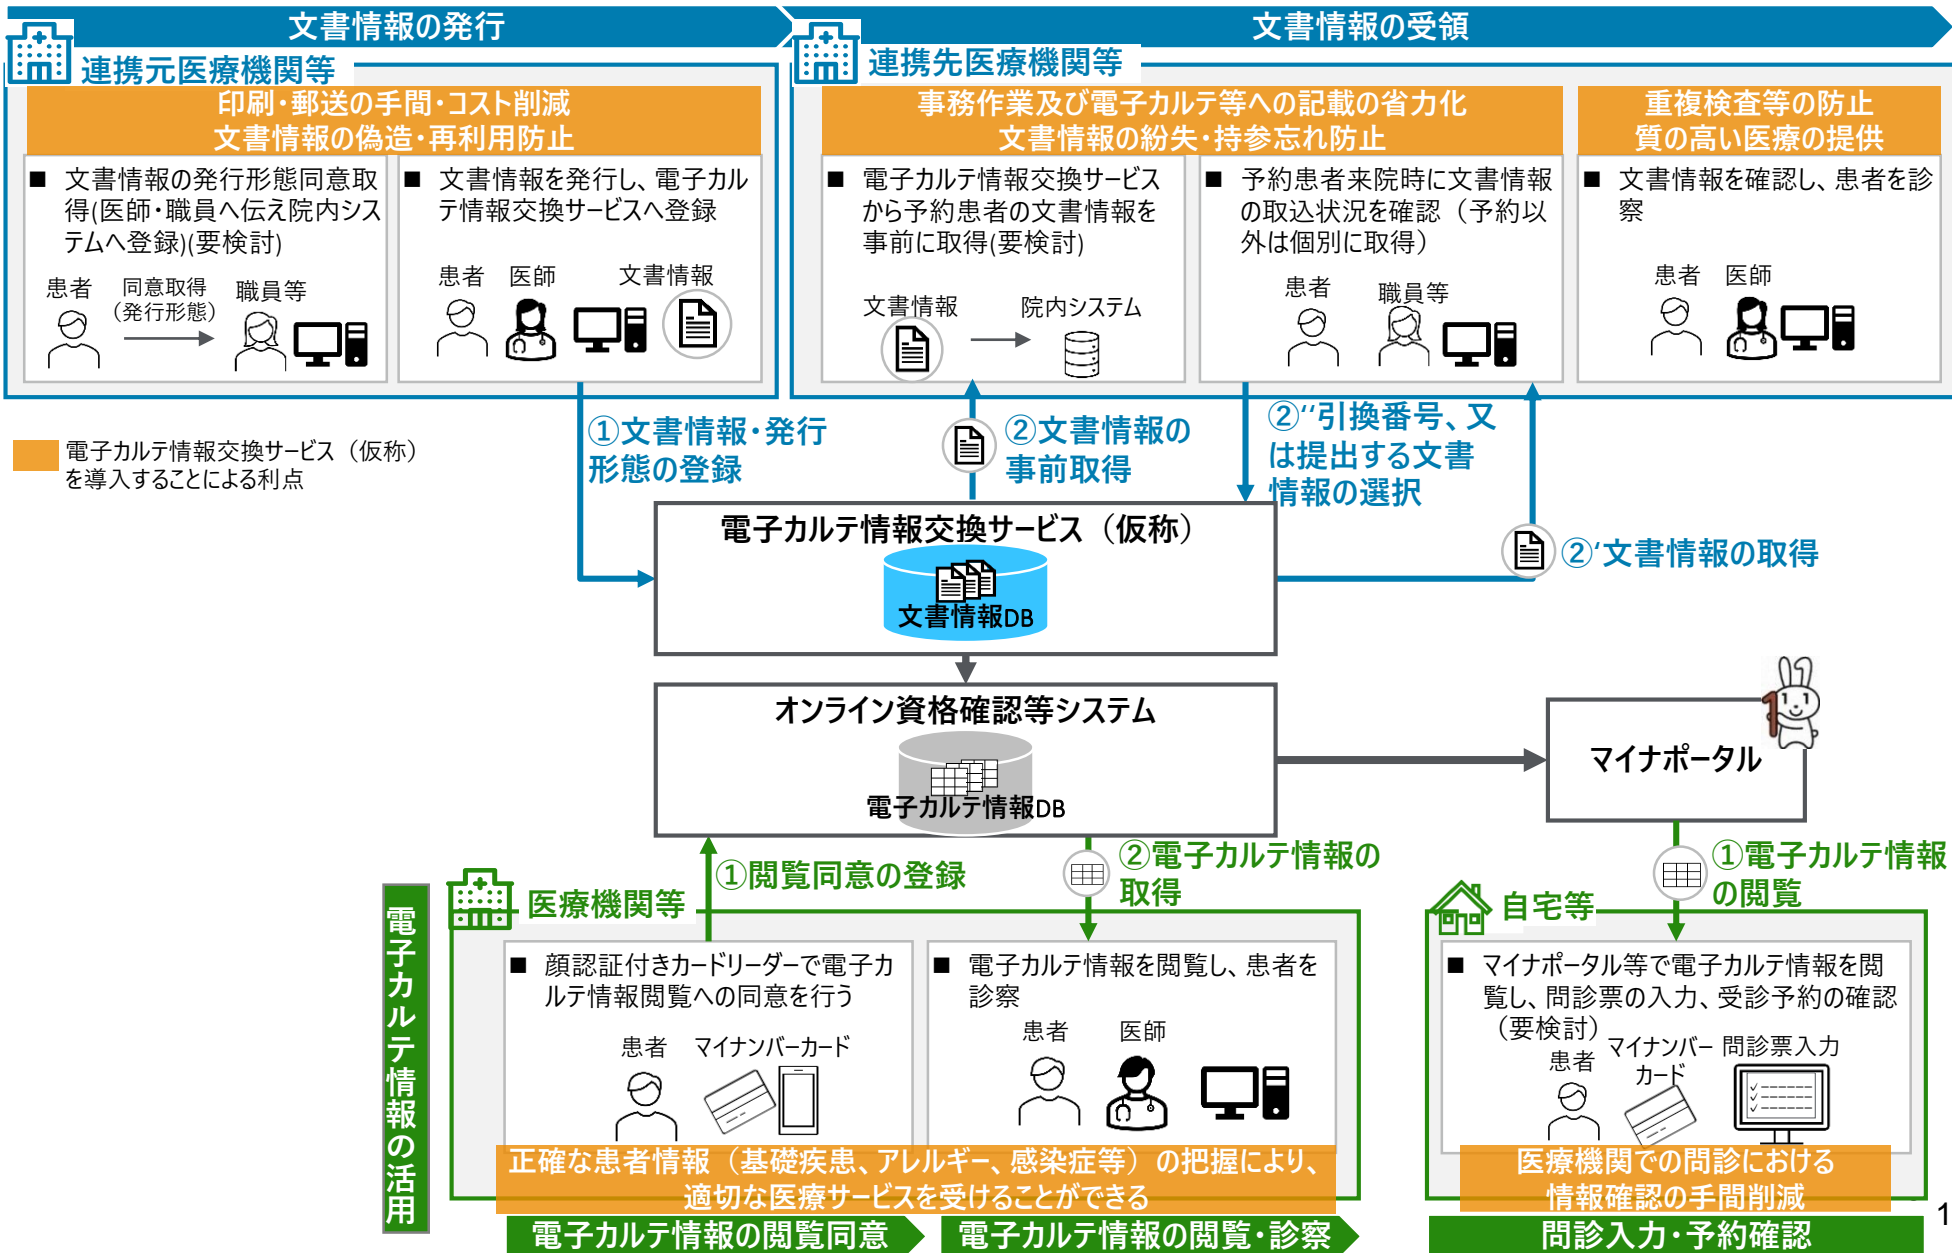 文書情報の発行
文書情報の受領
連携元医療機関等
印刷・郵送の手間・コスト削減
文書情報の偽造・再利用防止
■ 文書情報の発行形態同意取
得(医師・職員へ伝え院内シス
テムへ登録)(要検討)
患者
同意取得
（発行形態）
職員等
■ 文書情報を発行し、電子カル
テ情報交換サービスへ登録
患者
医師
文書情報
連携先医療機関等
事務作業及び電子カルテ等への記載の省力化
文書情報の紛失・持参忘れ防止
重複検査等の防止
質の高い医療の提供
■ 電子カルテ情報交換サービス
から予約患者の文書情報を
事前に取得(要検討)
文書情報
院内システム
■ 予約患者来院時に文書情報
の取込状況を確認（予約以
外は個別に取得）
患者
職員等
■ 文書情報を確認し、患者を診
察
患者
医師
電子カルテ情報交換サービス（仮称）
を導入することによる利点
①文書情報・発行
形態の登録
②文書情報の
事前取得
②‘‘引換番号、又
は提出する文書
情報の選択
②‘文書情報の取得
電子カルテ情報交換サービス（仮称）
文書情報DB
オンライン資格確認等システム
電子カルテ情報DB
マイナポータル
①閲覧同意の登録
②電子カルテ情報の
取得
①電子カルテ情報
の閲覧
電子カルテ情報の活用
医療機関等
■ 顔認証付きカードリーダーで電子カ
ルテ情報閲覧への同意を行う
患者
マイナンバーカード
■ 電子カルテ情報を閲覧し、患者を
診察
患者
医師
正確な患者情報（基礎疾患、アレルギー、感染症等）の把握により、
適切な医療サービスを受けることができる
電子カルテ情報の閲覧同意
電子カルテ情報の閲覧・診察
自宅等
■ マイナポータル等で電子カルテ情報を閲
覧し、問診票の入力、受診予約の確認
（要検討）
患者
マイナンバー
カード
問診票入力
医療機関での問診における
情報確認の手間削減
問診入力・予約確認
1